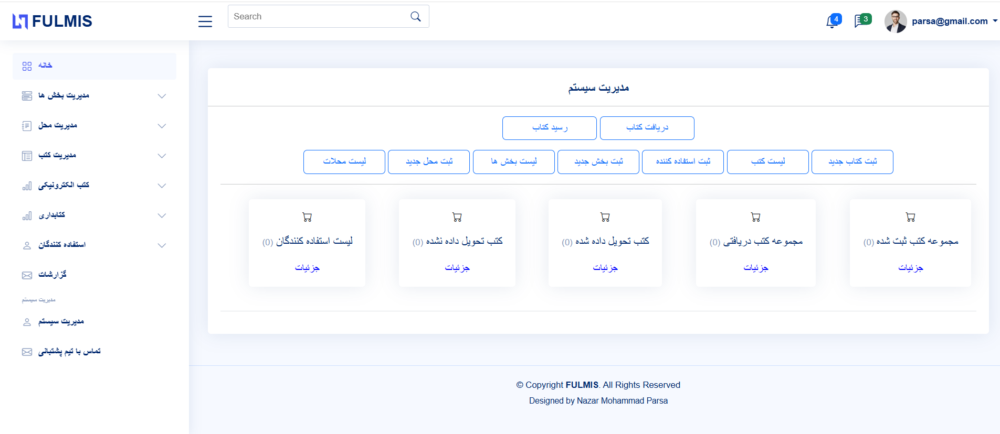 FULMIS
Search
4
3
parsa@gmail.com
خانه
مدیریت بخش ها
مدیریت محل
مدیریت کتب
کتب الکترونیکی
کتابداری
استفاده کنندگان
گزارشات
مدیریت سیستم
مدیریت سیستم
تماس با تیم پشتبانی
مدیریت سیستم
دریافت کتاب
رسید کتاب
ثبت کتاب جدید
لیست کتب
ثبت استفاده کننده
ثبت بخش جدید
لیست بخش ها
ثبت محل جدید
لیست محلات
مجموعه کتب ثبت شده (0)
جزئیات
مجموعه کتب دریافتی (0)
جزئیات
کتب تحویل داده شده (0)
جزئیات
کتب تحویل داده نشده (0)
جزئیات
لیست استفاده کنندگان (0)
جزئیات
© Copyright FULMIS. All Rights Reserved
Designed by Nazar Mohammad Parsa